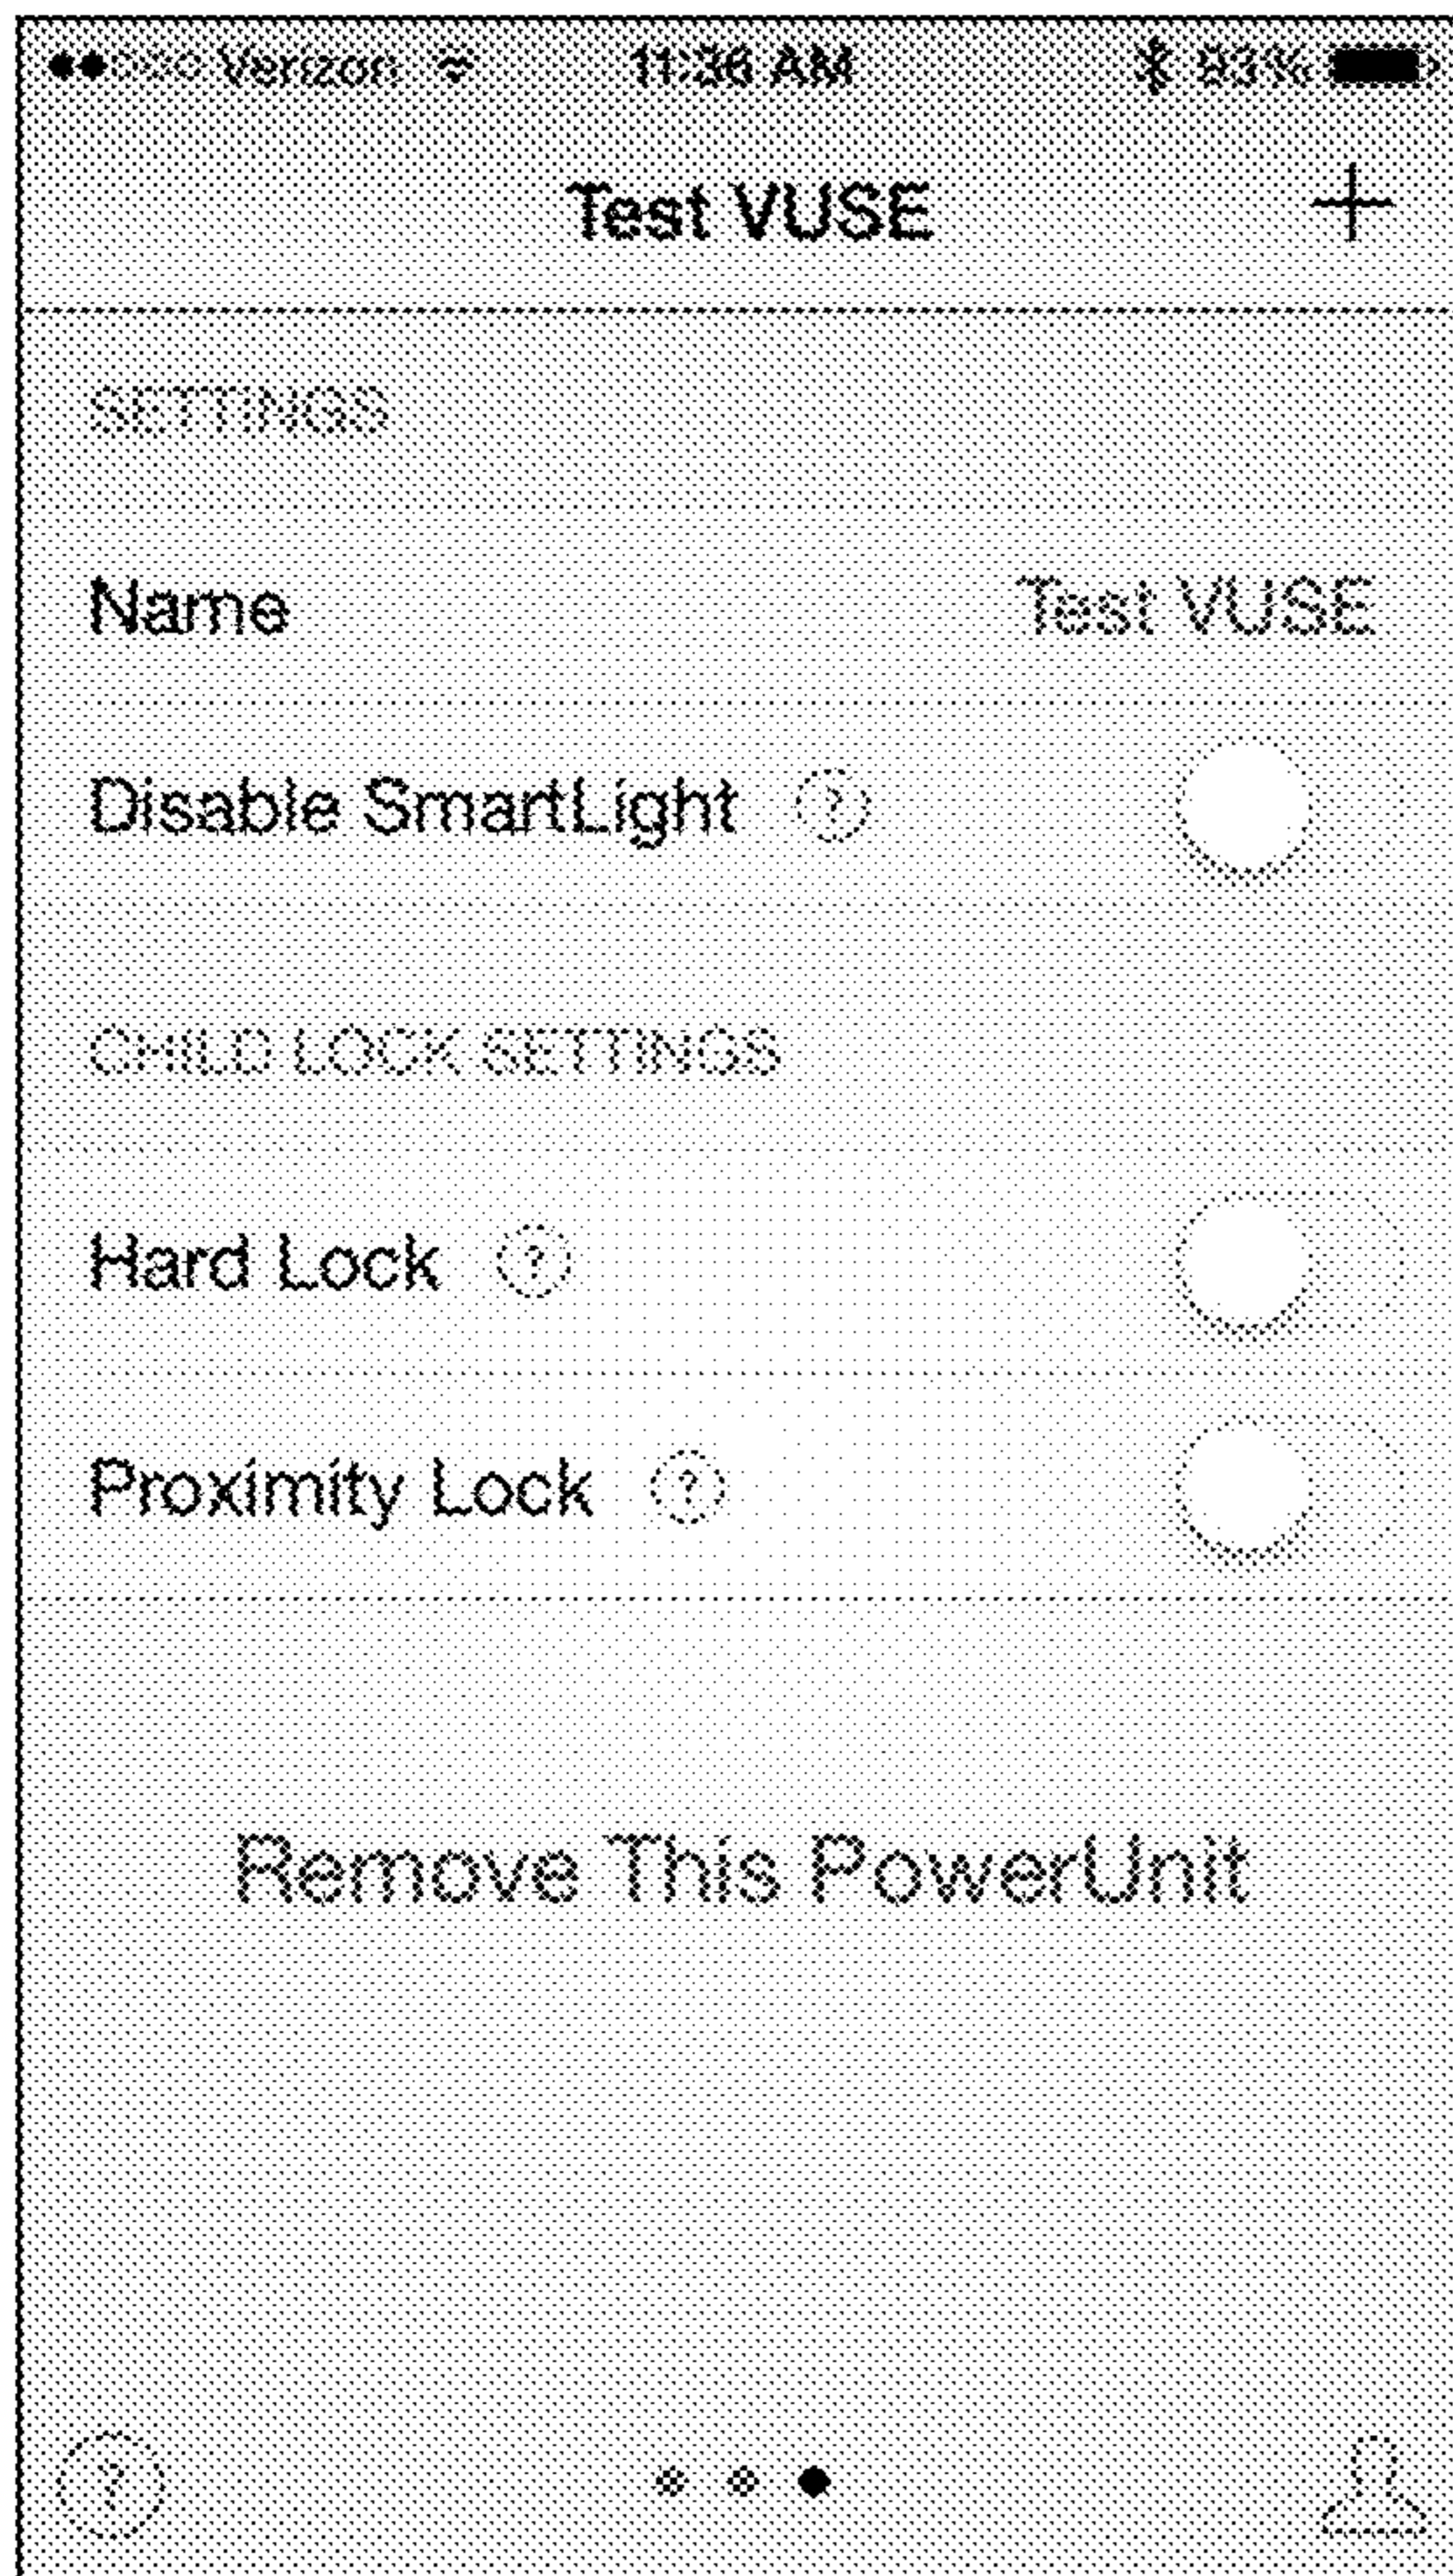 Verizon 11:36 AM 93%
Test VUSE +
SETTINGS
Name Test VUSE
Disable SmartLight ?
CHILD LOCK SETTINGS
Hard Lock ?
Proximity Lock ?
Remove This PowerUnit
?